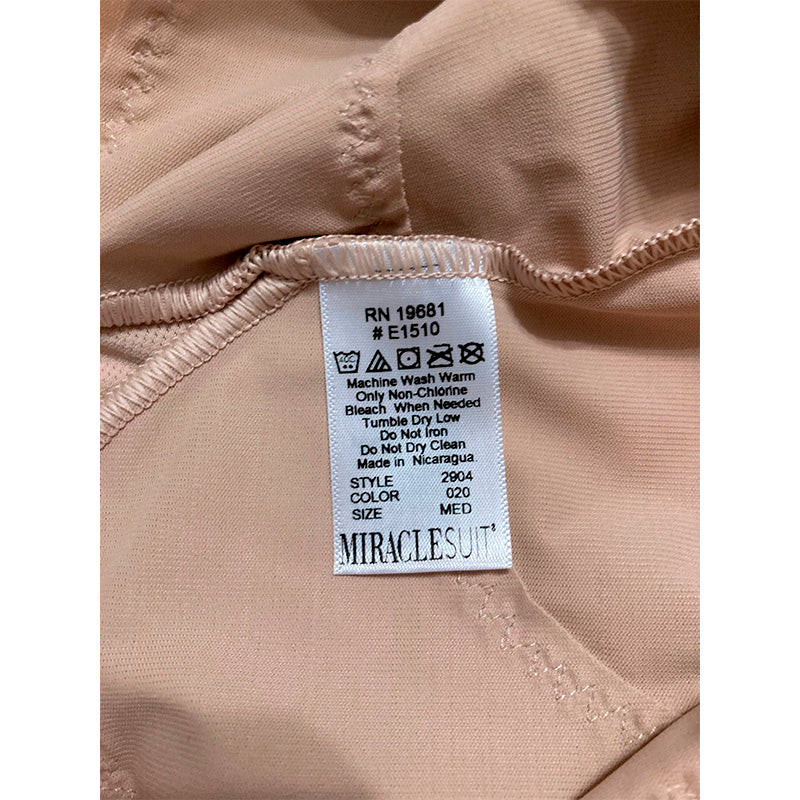 RN 19681
# E1510
40C
Machine Wash Warm
Only Non-Chlorine
Bleach When Needed
Tumble Dry Low
Do Not Iron
Do Not Dry Clean
Made in Nicaragua.
STYLE 2904
COLOR 020
SIZE MED
MIRACLESUIT®